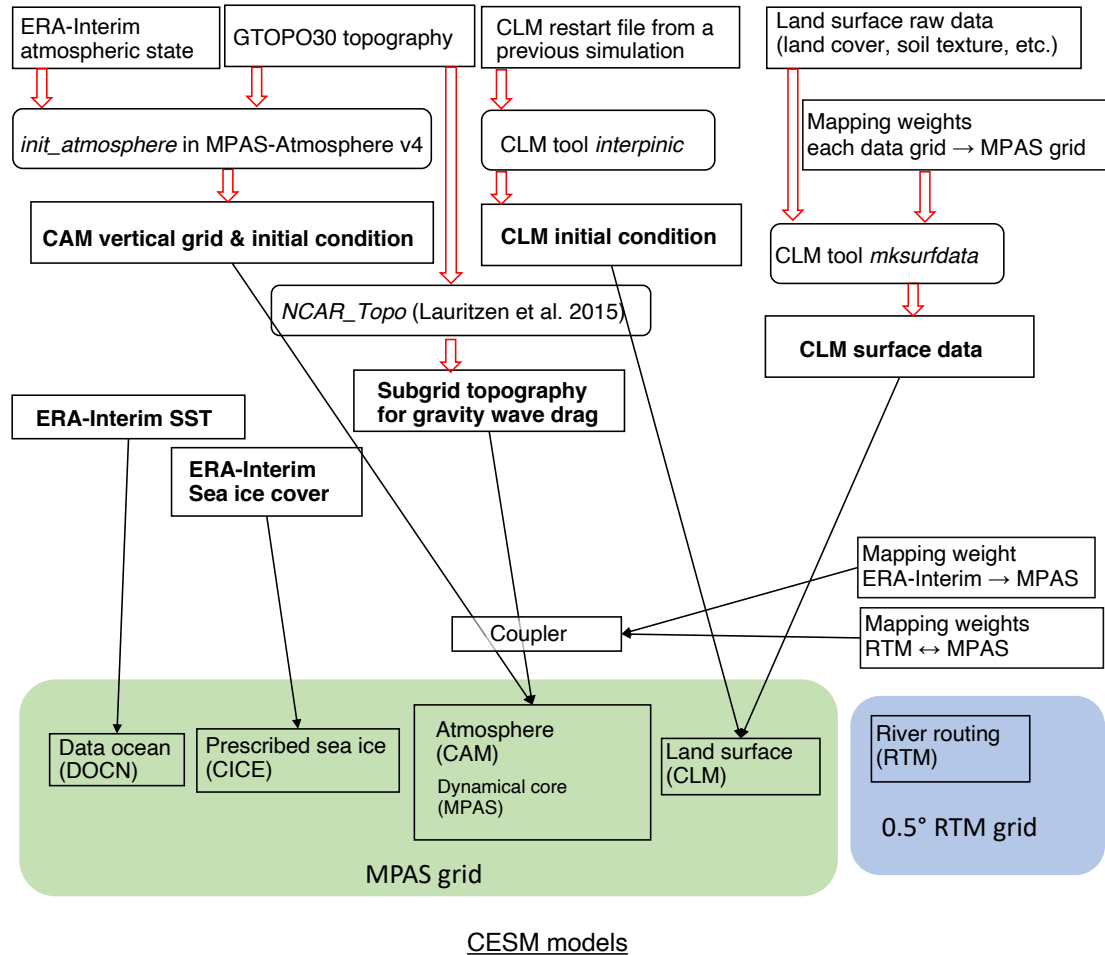 ERA-Interim
atmospheric state
GTOPO30 topography
CLM restart file from a
previous simulation
Land surface raw data
(land cover, soil texture, etc.)
init_atmosphere in MPAS-Atmosphere v4
CLM tool interpinic
Mapping weights
each data grid → MPAS grid
CAM vertical grid & initial condition
CLM initial condition
CLM tool mksurfdata
NCAR_Topo (Lauritzen et al. 2015)
CLM surface data
Subgrid topography
for gravity wave drag
ERA-Interim SST
ERA-Interim
Sea ice cover
Mapping weight
ERA-Interim → MPAS
Coupler
Mapping weights
RTM ↔ MPAS
Data ocean
(DOCN)
Prescribed sea ice
(CICE)
Atmosphere
(CAM)
Dynamical core
(MPAS)
Land surface
(CLM)
River routing
(RTM)
0.5° RTM grid
MPAS grid
CESM models